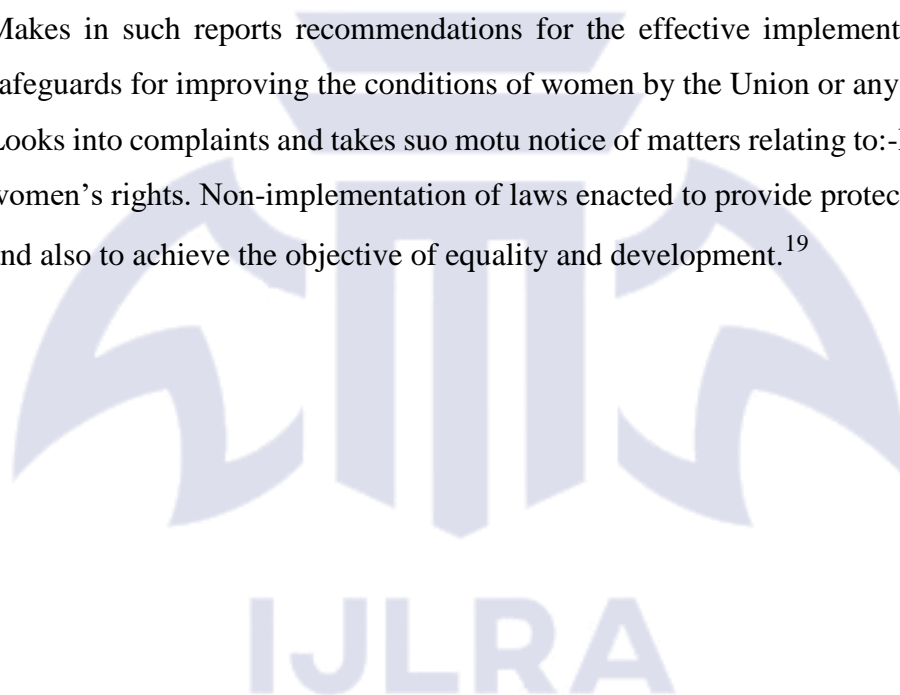 Makes in such reports recommendations for the effective implement
afeguards for improving the conditions of women by the Union or any
Looks into complaints and takes suo motu notice of matters relating to:-
women’s rights. Non-implementation of laws enacted to provide protec
nd also to achieve the objective of equality and development.19
IJLRA